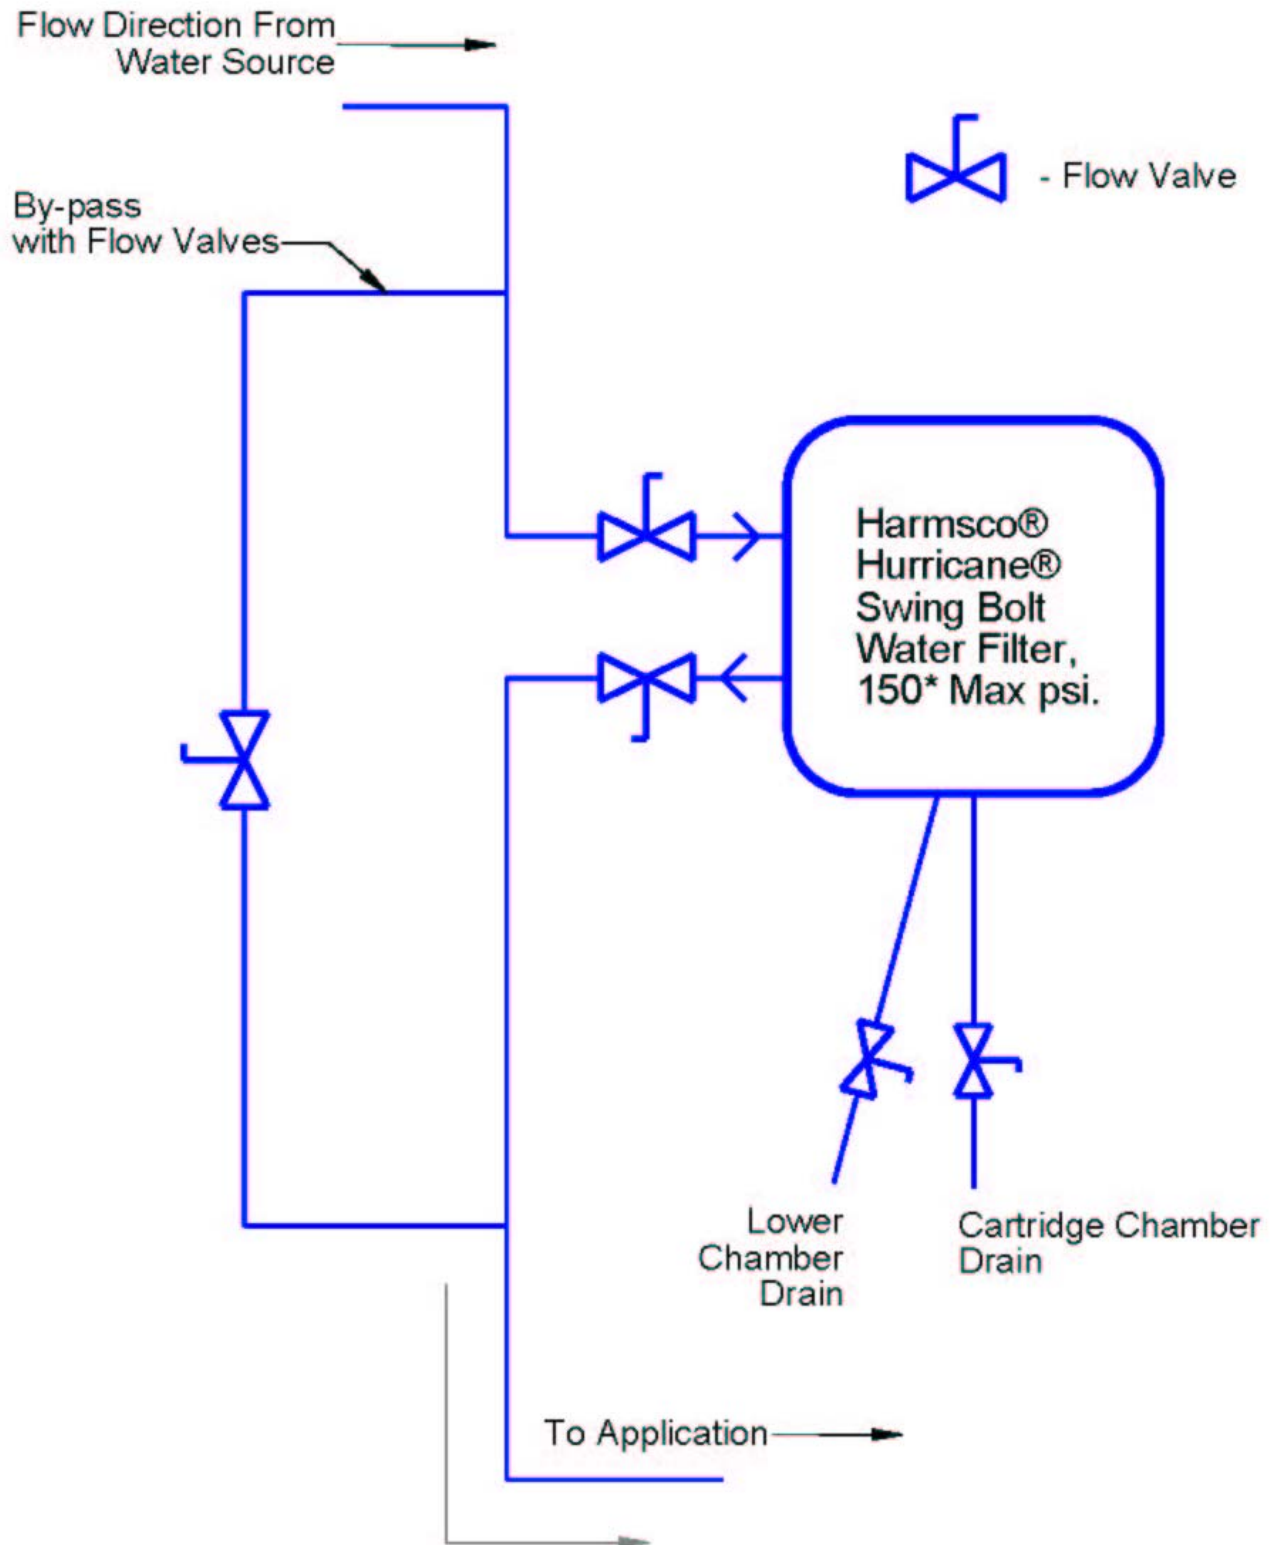 Flow Direction From
Water Source
- Flow Valve
By-pass
with Flow Valves
Harmsco®
Hurricane®
Swing Bolt
Water Filter,
150* Max psi.
Lower
Chamber
Drain
Cartridge Chamber
Drain
To Application